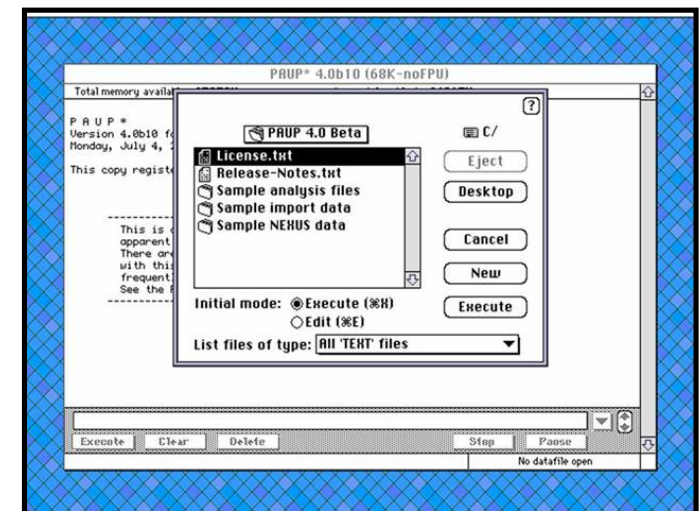 PAUP* 4.0b10 (68K-noFPU)
Total memory availa
P A U P *
Version 4.0b10 fo
Monday, July 4, 2
This copy registe
This is
apparent
There are
with this
frequent
See the
?
PAUP 4.0 Beta
C/
License.txt
Release-Notes.txt
Sample analysis files
Sample import data
Sample NEXUS data
Eject
Desktop
Cancel
New
Execute
Initial mode: Execute (⌘X)
Edit (⌘E)
List files of type: All 'TEXT' files
Execute Clear Delete Stop Pause
No datafile open